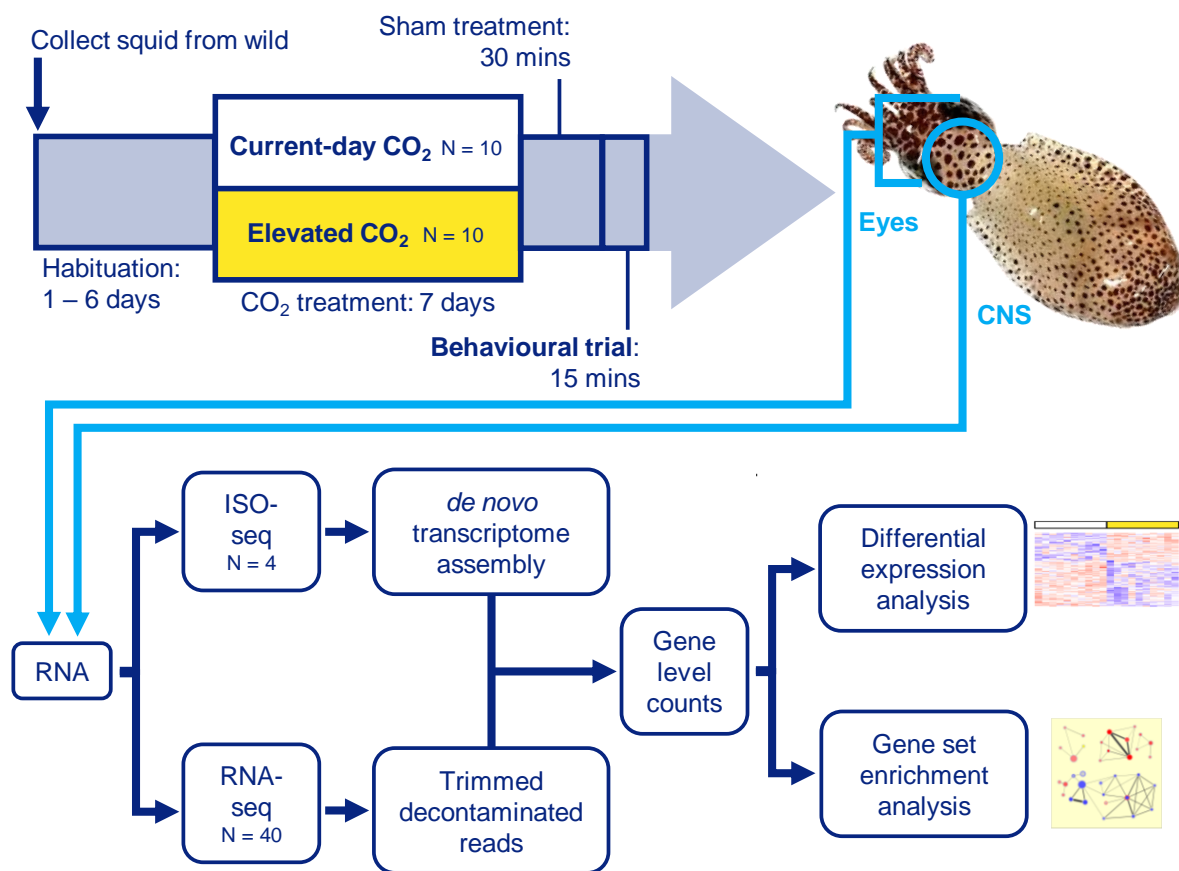 Collect squid from wild
Sham treatment:
30 mins
Current-day CO₂ N = 10
Elevated CO₂ N = 10
Habituation:
1 – 6 days
CO₂ treatment: 7 days
Behavioural trial:
15 mins
Eyes
CNS
RNA
ISO-
seq
N = 4
de novo
transcriptome
assembly
RNA-
seq
N = 40
Trimmed
decontaminated
reads
Gene
level
counts
Differential
expression
analysis
Gene set
enrichment
analysis